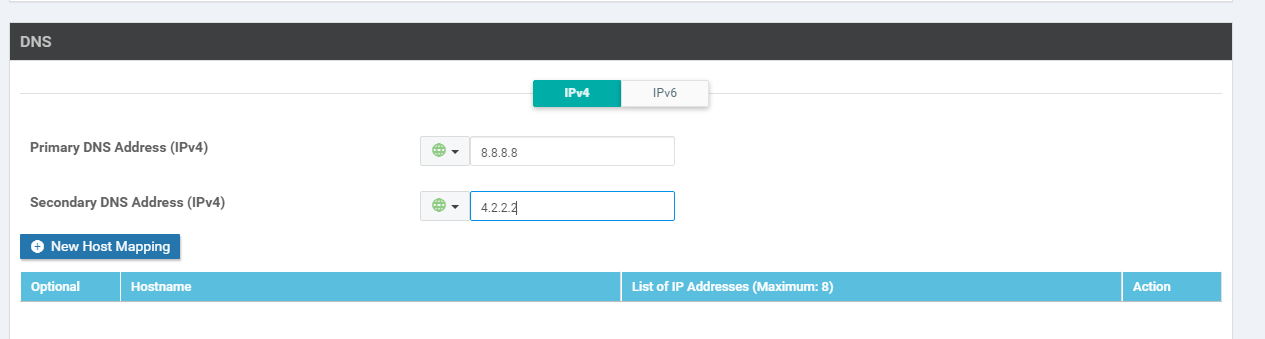 DNS
IPv4 IPv6
Primary DNS Address (IPv4) 8.8.8.8
Secondary DNS Address (IPv4) 4.2.2.2
New Host Mapping
Optional Hostname List of IP Addresses (Maximum: 8) Action